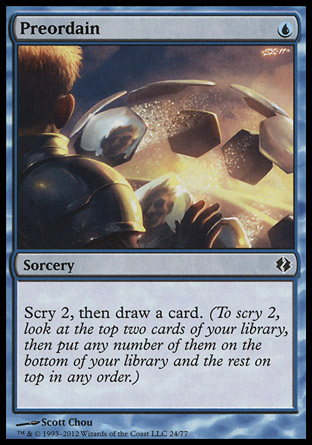 Preordain
Sorcery
Scry 2, then draw a card. (To scry 2,
look at the top two cards of your library,
then put any number of them on the
bottom of your library and the rest on
top in any order.)
Scott Chou
™ & © 1993–2012 Wizards of the Coast LLC 24/77